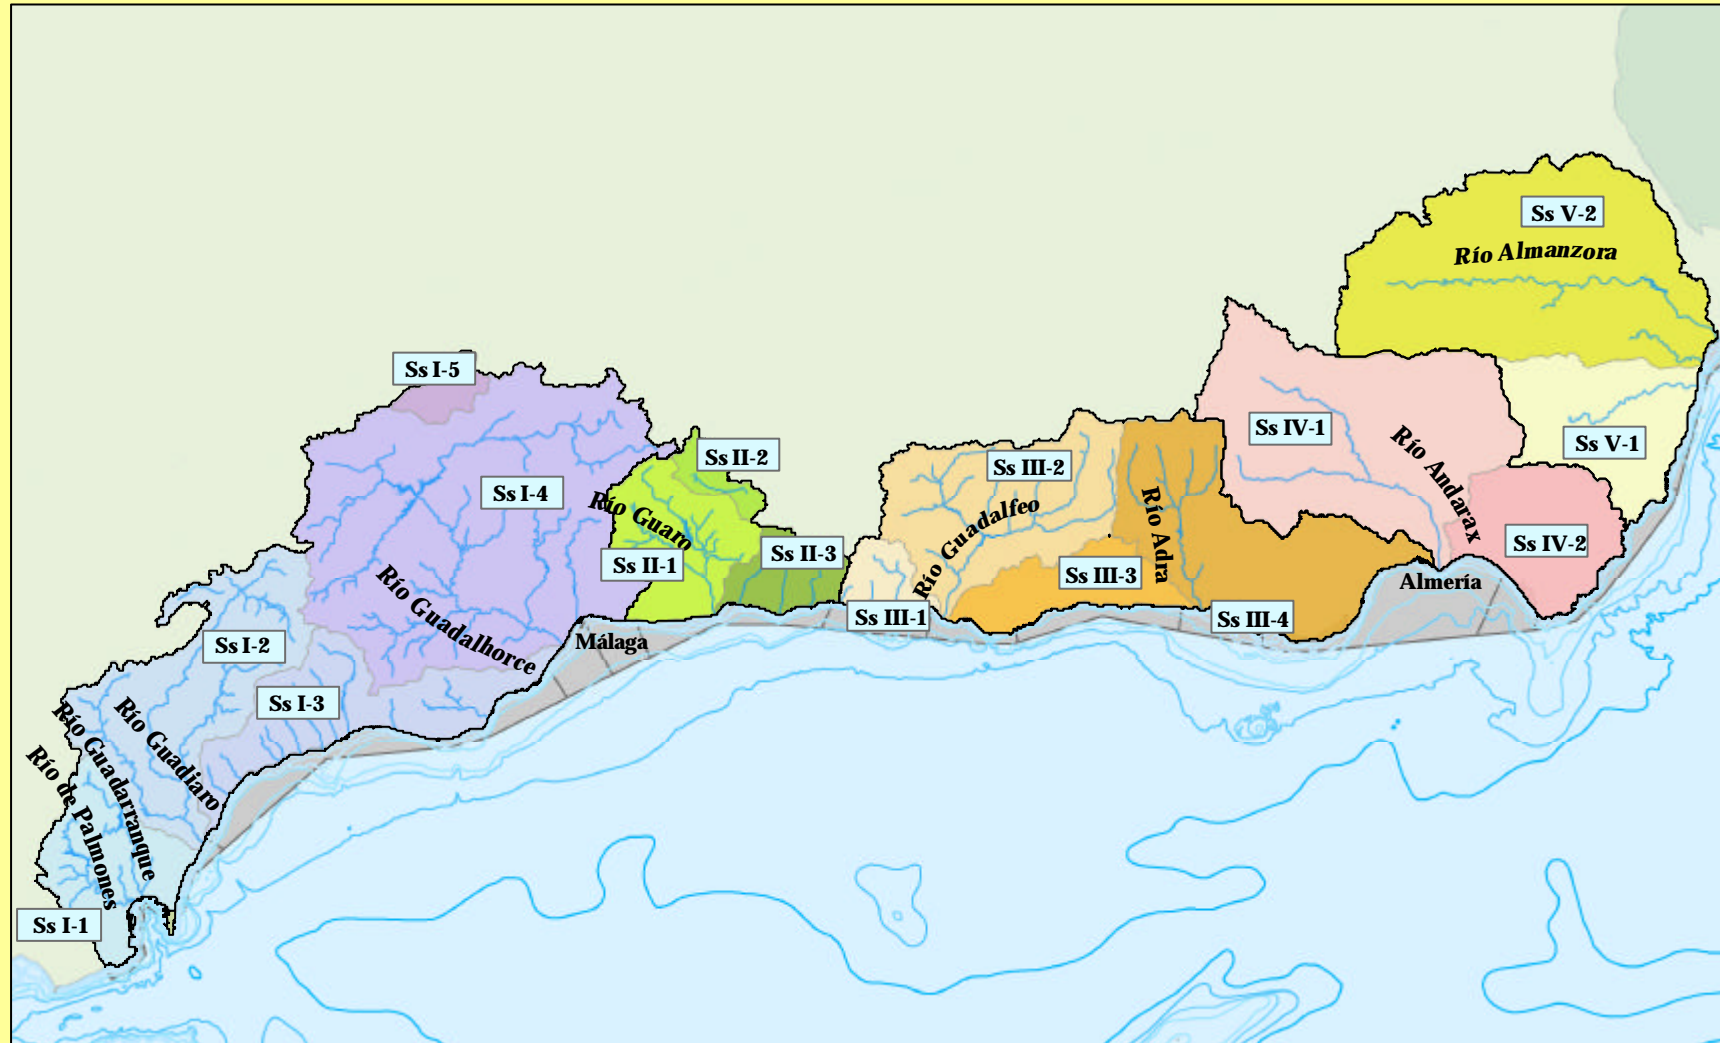 Ss V-2
Río Almanzora
Ss I-5
Ss IV-1
Río Andarax
Ss V-1
Ss II-2
Ss III-2
Ss I-4
Río Guaro
Río Guadalfeo
Río Adra
Ss IV-2
Ss II-3
Ss II-1
Ss III-3
Almería
Río Guadalhorce
Ss III-1
Ss III-4
Málaga
Ss I-2
Ss I-3
Río Guadiaro
Río Guadarranque
Río de Palmones
Ss I-1